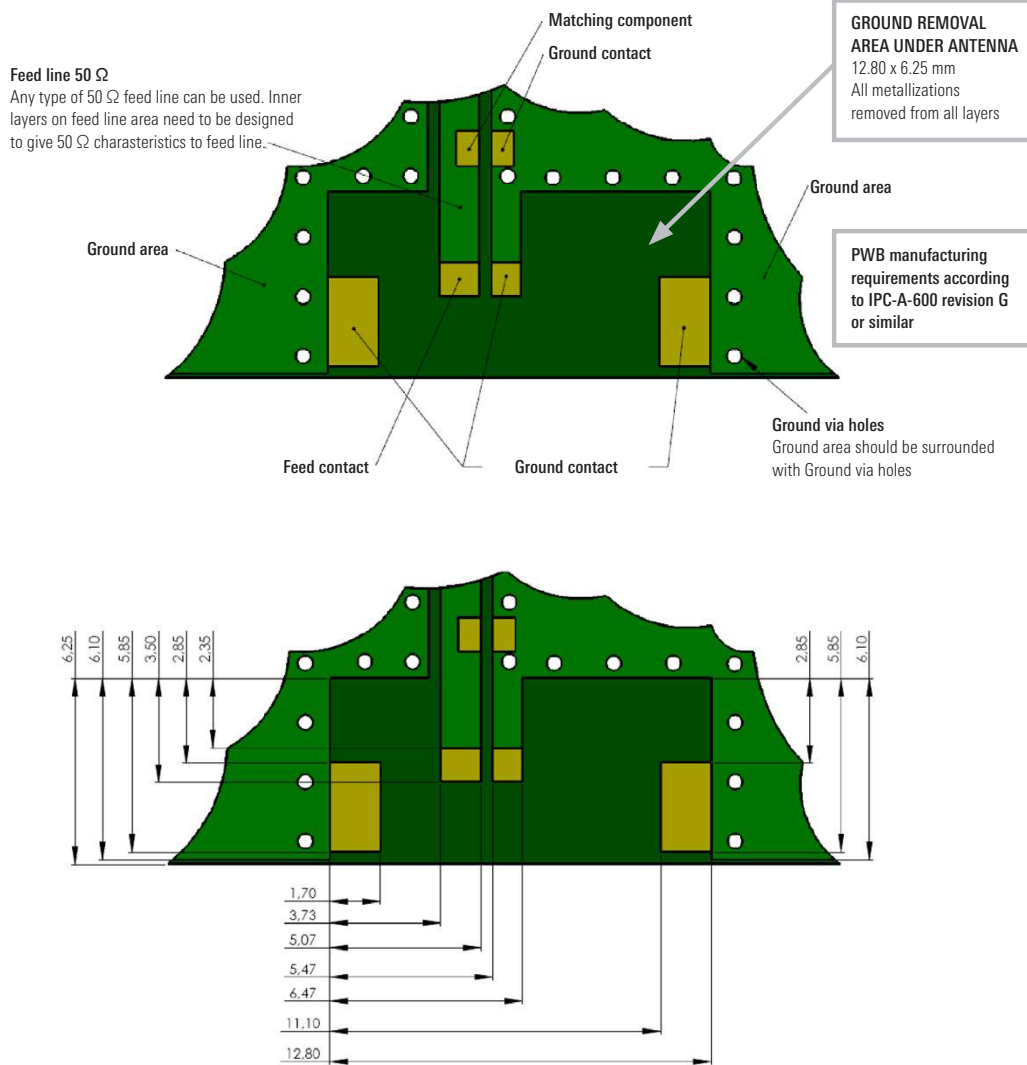 Matching component
Ground contact
GROUND REMOVAL
AREA UNDER ANTENNA
12.80 x 6.25 mm
All metallizations
removed from all layers
Feed line 50 Ω
Any type of 50 Ω feed line can be used. Inner
layers on feed line area need to be designed
to give 50 Ω charasteristics to feed line.
Ground area
Ground area
PWB manufacturing
requirements according
to IPC-A-600 revision G
or similar
Ground via holes
Ground area should be surrounded
with Ground via holes
Feed contact
Ground contact
6,25
6,10
5,85
3,50
2,85
2,35
2,85
5,85
6,10
1,70
3,73
5,07
5,47
6,47
11,10
12,80